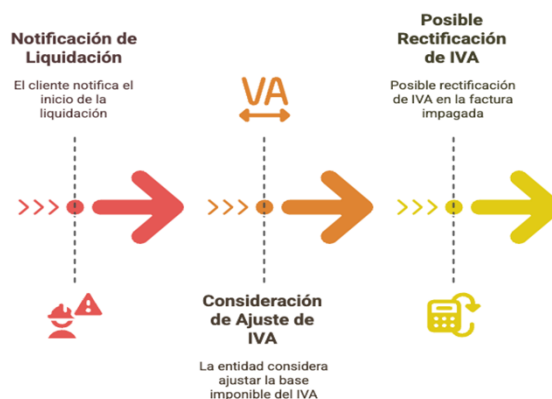 Notificación de
Liquidación
El cliente notifica el
inicio de la
liquidación
VA
Consideración
de Ajuste de
IVA
La entidad considera
ajustar la base
imponible del IVA
Posible
Rectificación
de IVA
Posible rectificación
de IVA en la factura
impagada